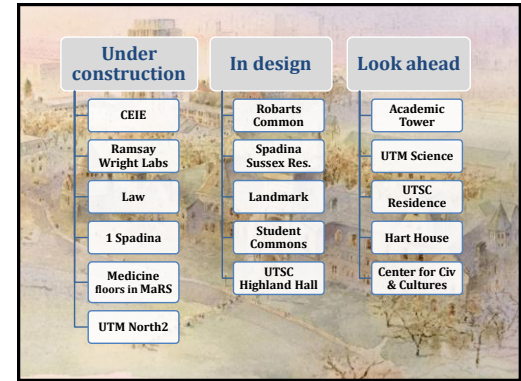 Under
construction
CEIE
Ramsay
Wright Labs
Law
1 Spadina
Medicine
floors in MaRS
UTM North2
In design
Robarts
Common
Spadina
Sussex Res.
Landmark
Student
Commons
UTSC
Highland Hall
Look ahead
Academic
Tower
UTM Science
UTSC
Residence
Hart House
Center for Civ
& Cultures